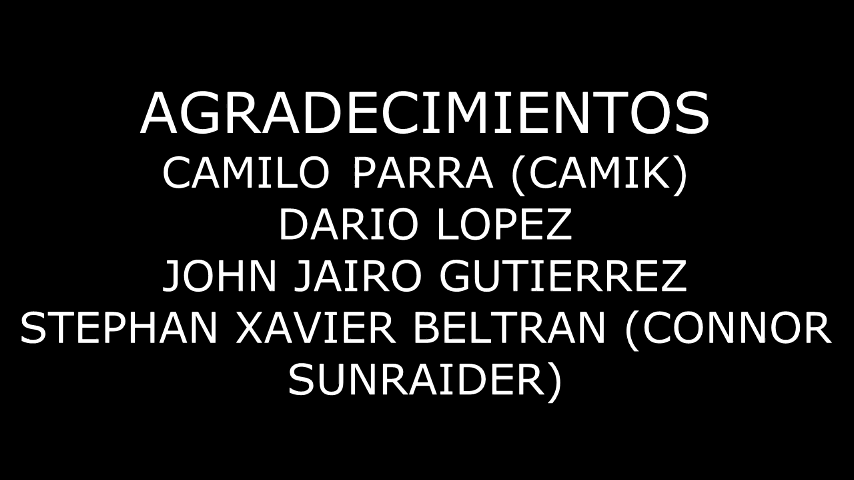 AGRADECIMIENTOS
CAMILO PARRA (CAMIK)
DARIO LOPEZ
JOHN JAIRO GUTIERREZ
STEPHAN XAVIER BELTRAN (CONNOR
SUNRAIDER)